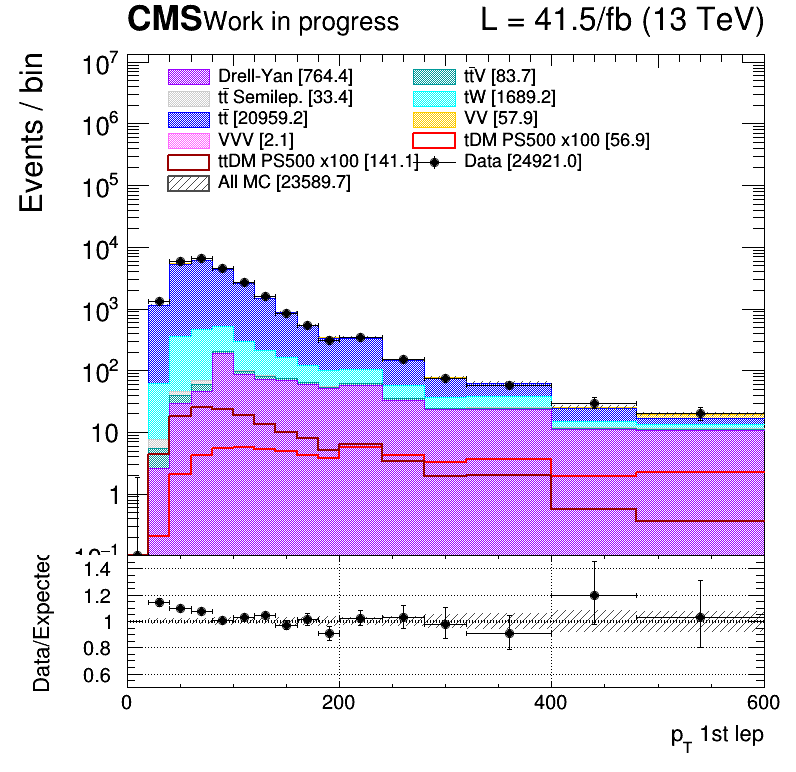 CMS Work in progress L = 41.5/fb (13 TeV)
Events / bin
10⁷
10⁶
10⁵
10⁴
10³
10²
10
1
10⁻¹
Drell-Yan [764.4] tt̄V [83.7]
tt̄ Semilep. [33.4] tW [1689.2]
tt̄ [20959.2] VV [57.9]
VVV [2.1] tDM PS500 x100 [56.9]
ttDM PS500 x100 [141.1] Data [24921.0]
All MC [23589.7]
Data/Expected
1.4
1.2
1
0.8
0.6
0 200 400 600
p_T 1st lep